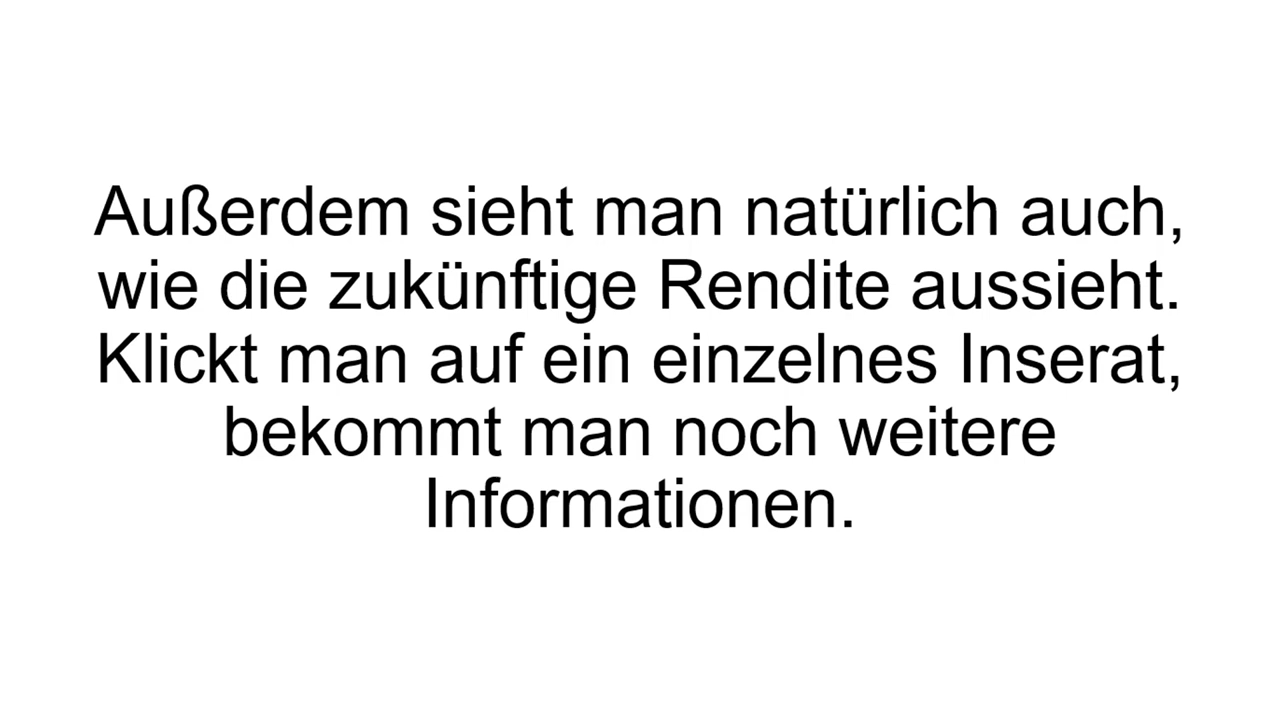 Außerdem sieht man natürlich auch,
wie die zukünftige Rendite aussieht.
Klickt man auf ein einzelnes Inserat,
bekommt man noch weitere
Informationen.